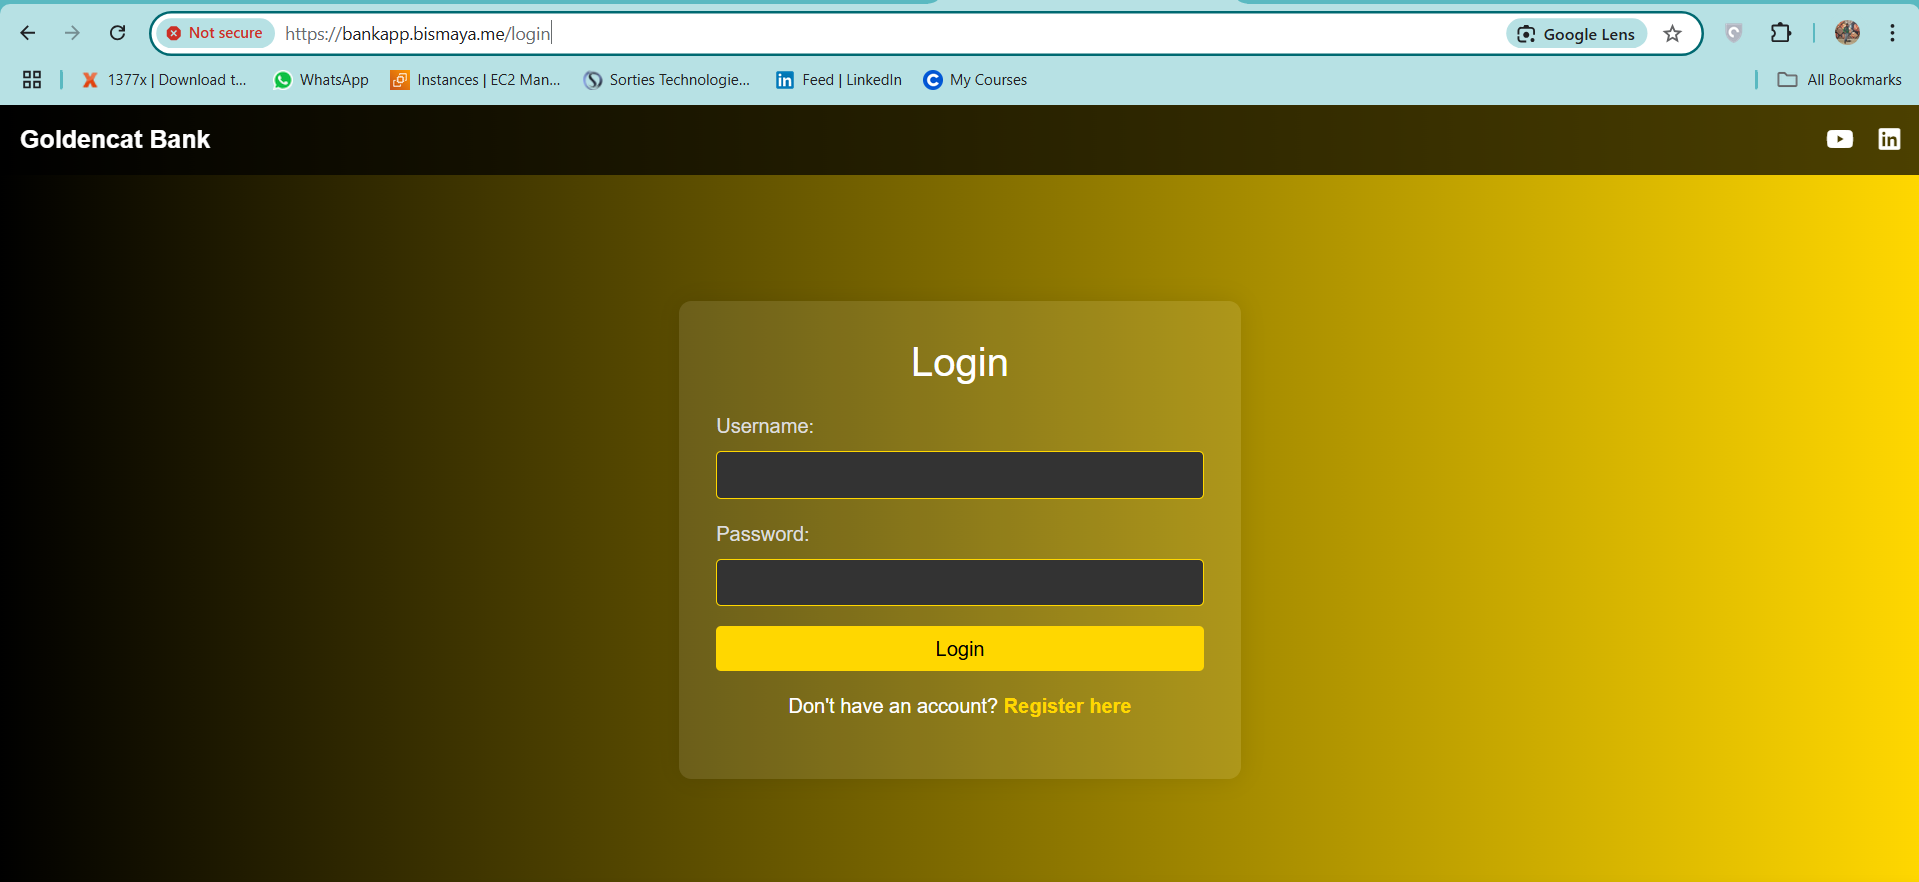 Not secure https://bankapp.bismaya.me/login Google Lens
1377x | Download t... WhatsApp Instances | EC2 Man... Sorties Technologie... Feed | LinkedIn My Courses All Bookmarks
Goldencat Bank
Login
Username:
Password:
Login
Don't have an account? Register here